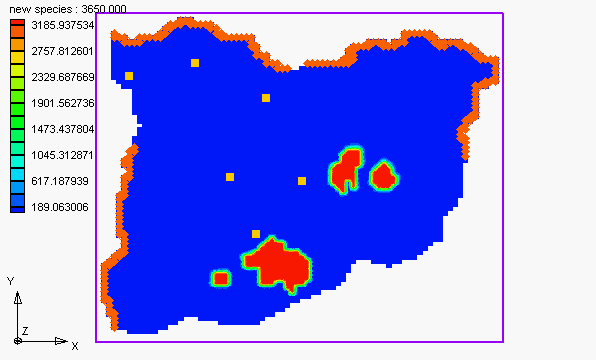 new species : 3650.000
3185.937534
2757.812601
2329.687669
1901.562736
1473.437804
1045.312871
617.187939
189.063006
Y
Z
X